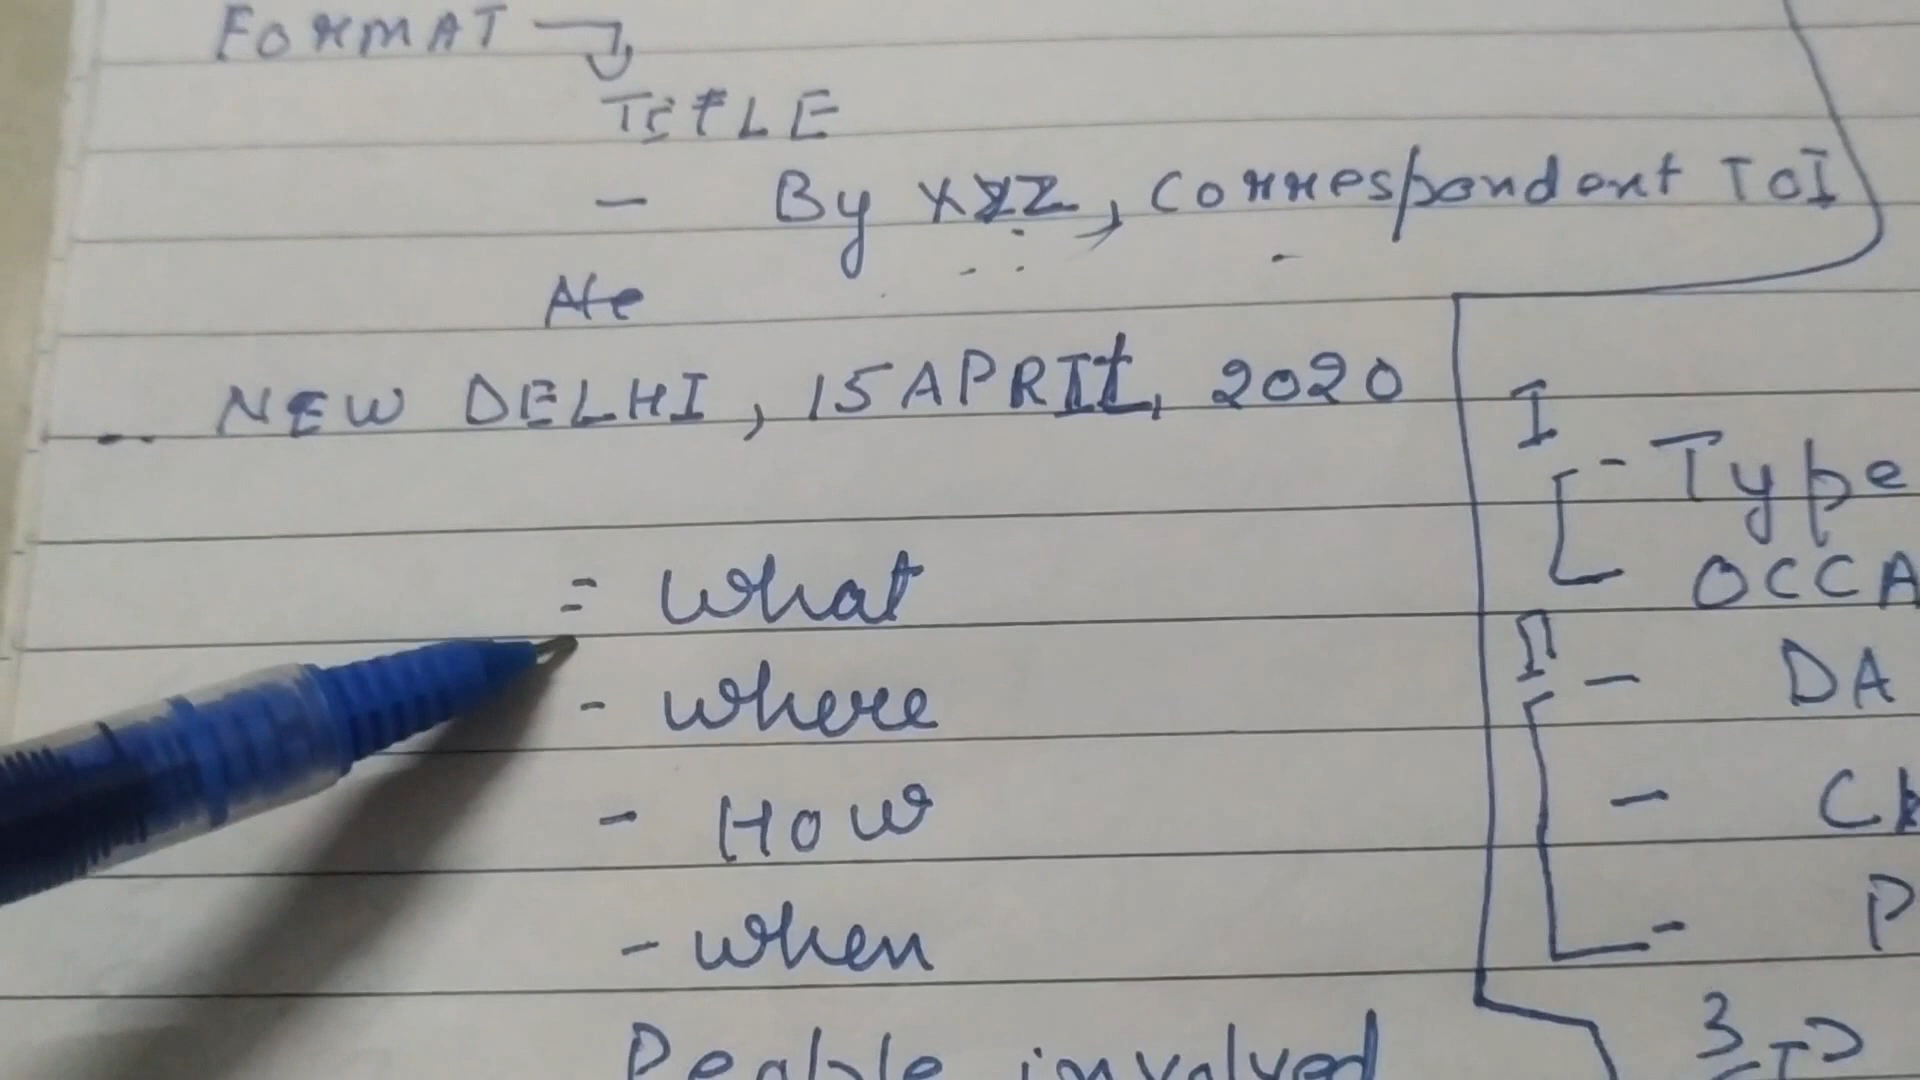 FORMAT
TITLE
- By XYZ, Correspondent TOI
NEW DELHI, 15 APRIL, 2020
= What
- Where
- How
- When
People involved
I
- Type
OCCA
II
- DA
-
- P
3